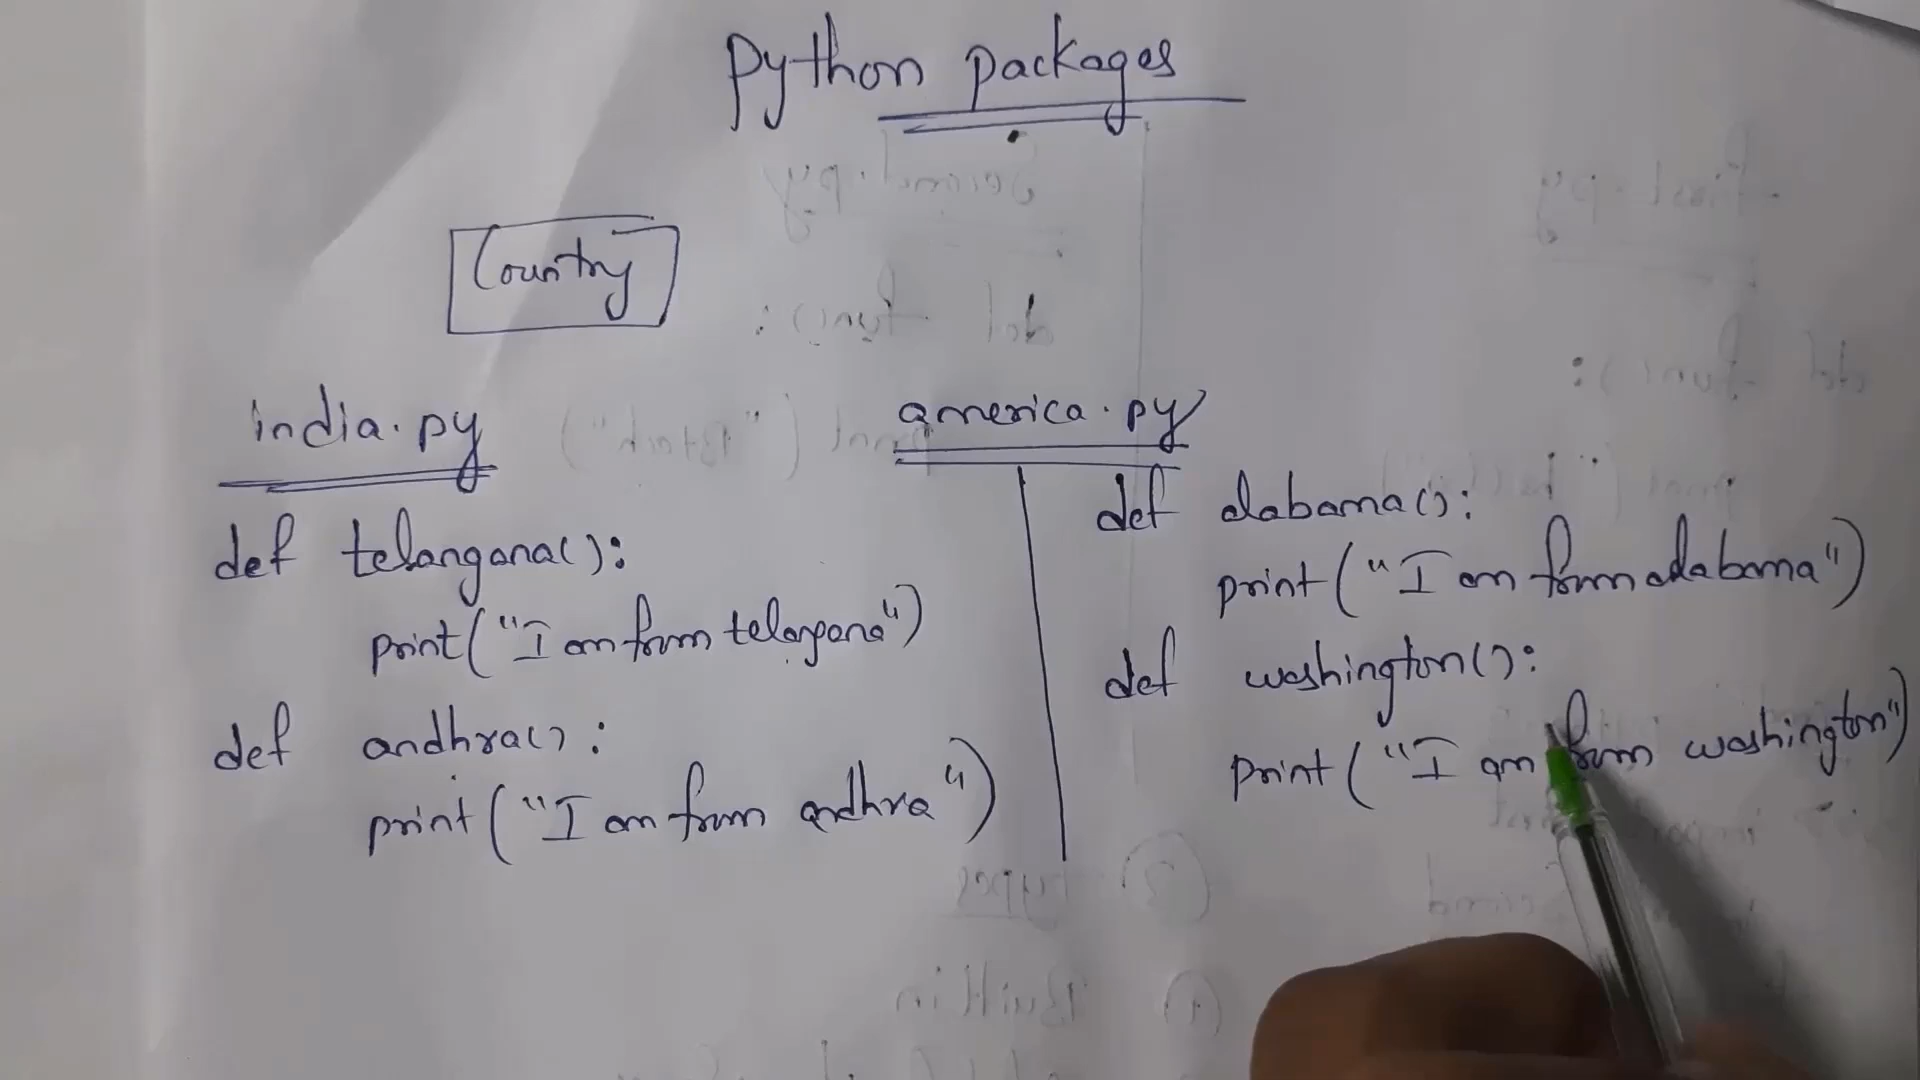 Python packages
Country
india.py
def telangana():
print("I am from telangana")
def andhra():
print("I am from andhra")
america.py
def alabama():
print("I am from alabama")
def washington():
print("I am from washington")